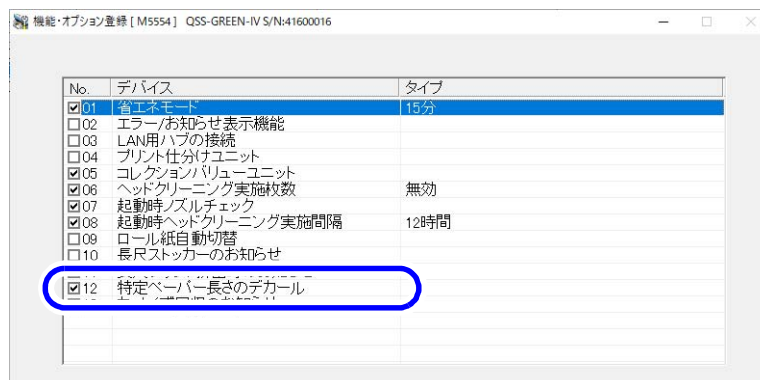 機能・オプション登録 [ M5554 ] QSS-GREEN-IV S/N:41600016
No. デバイス タイプ
01 省エネモード 15分
02 エラー/お知らせ表示機能
03 LAN用ハブの接続
04 プリント仕分けユニット
05 コレクションバリューユニット
06 ヘッドクリーニング実施枚数 無効
07 起動時ノズルチェック
08 起動時ヘッドクリーニング実施間隔 12時間
09 ロール紙自動切替
10 長尺ストッカーのお知らせ
12 特定ペーパー長さのデカール